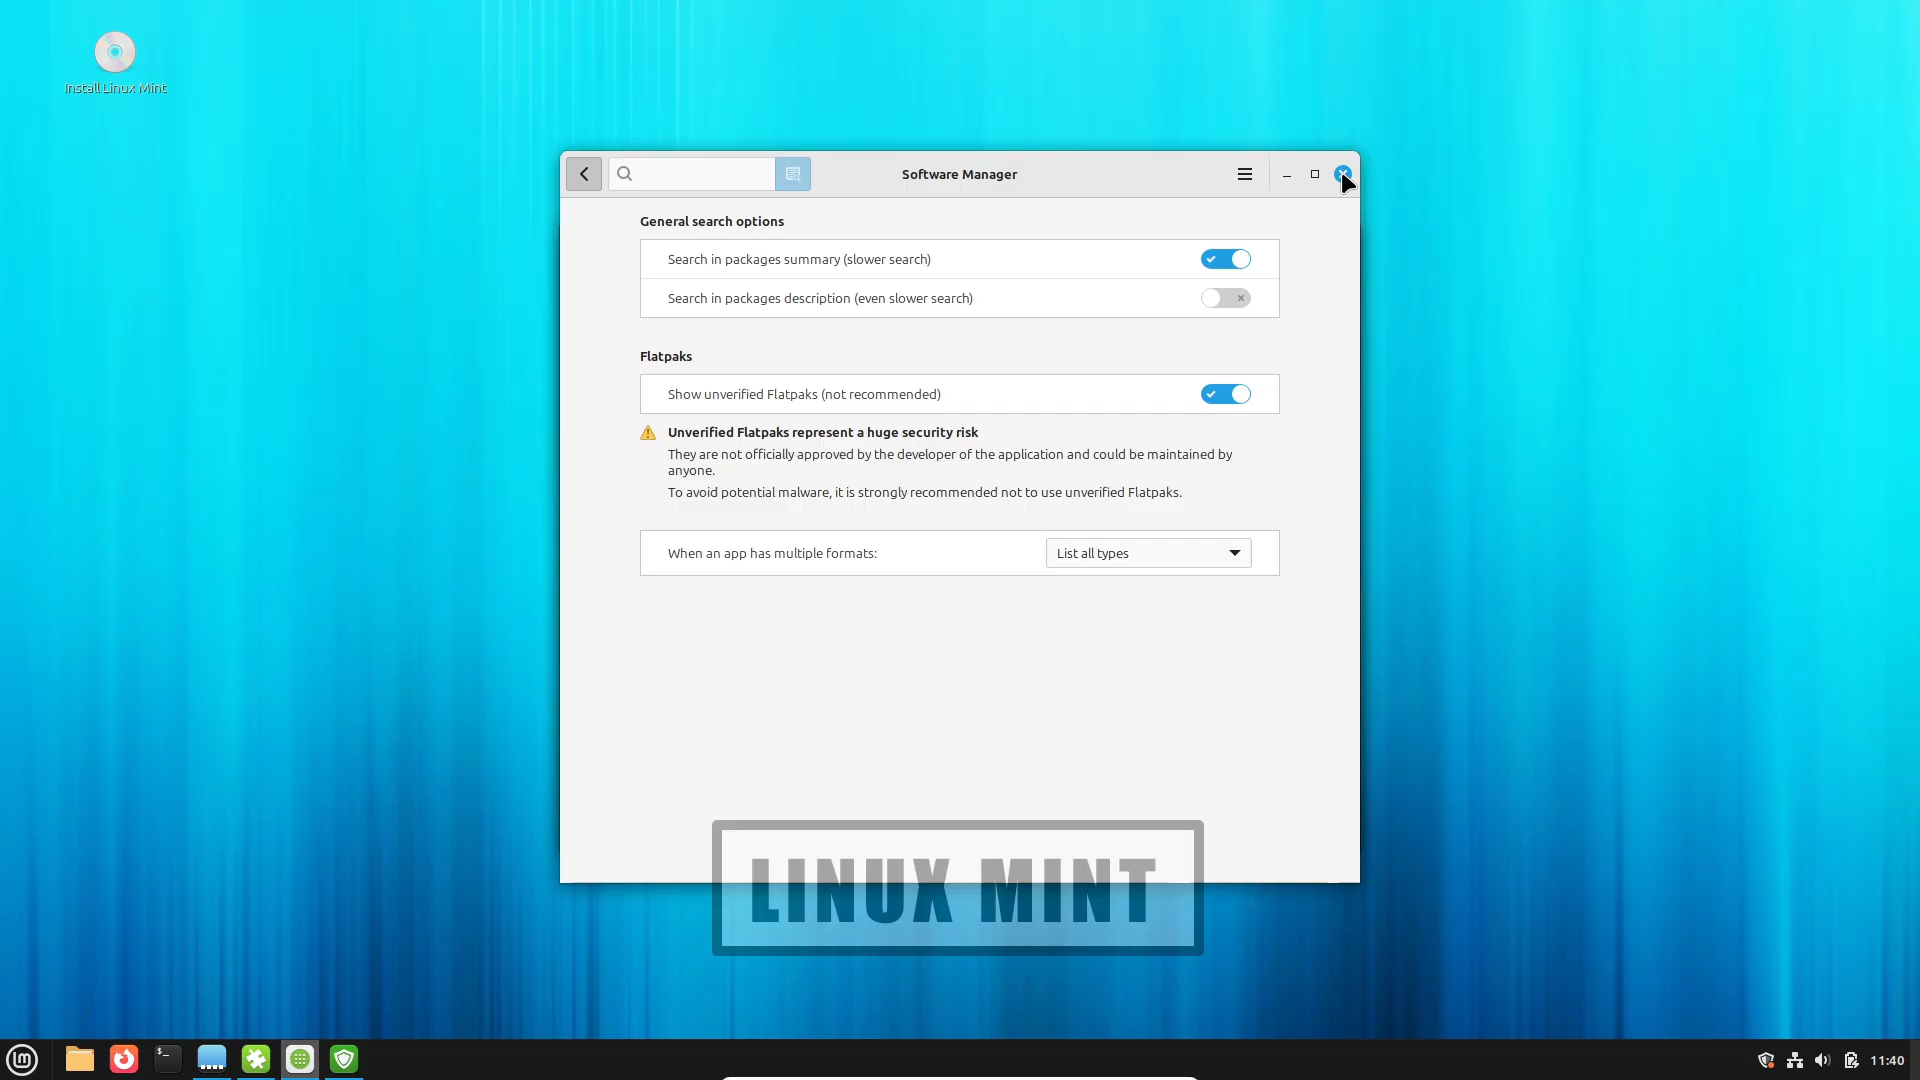 Install Linux Mint
Software Manager
General search options
Search in packages summary (slower search)
Search in packages description (even slower search)
Flatpaks
Show unverified Flatpaks (not recommended)
Unverified Flatpaks represent a huge security risk
They are not officially approved by the developer of the application and could be maintained by
anyone.
To avoid potential malware, it is strongly recommended not to use unverified Flatpaks.
When an app has multiple formats:
List all types
LINUX MINT
11:40